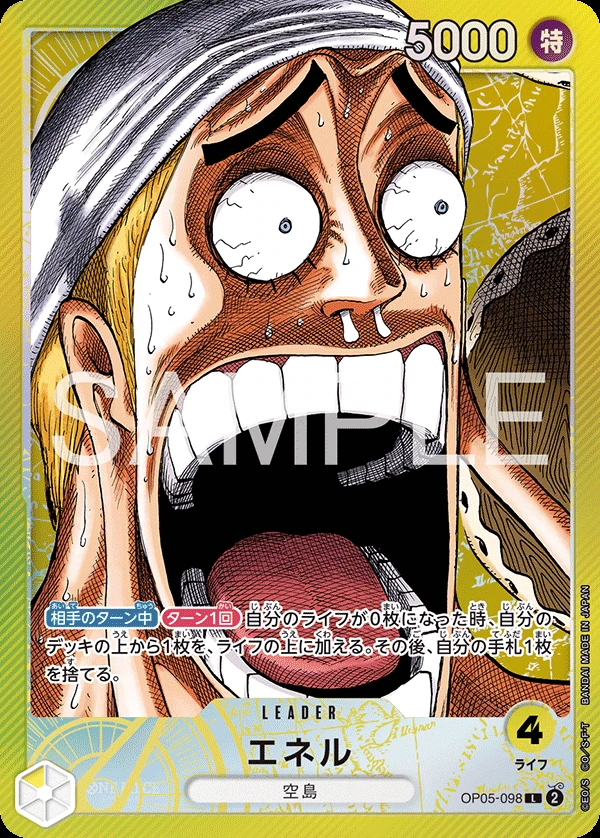 5000 特
SAMPLE
相手のターン中 ターン1回 自分のライフが0枚になった時、自分の
デッキの上から1枚を、ライフの上に加える。その後、自分の手札1枚
を捨てる。
LEADER
エネル
空島
4
ライフ
OP05-098 L 2
©E.O/S ©O/S・F・T BANDAI MADE IN JAPAN